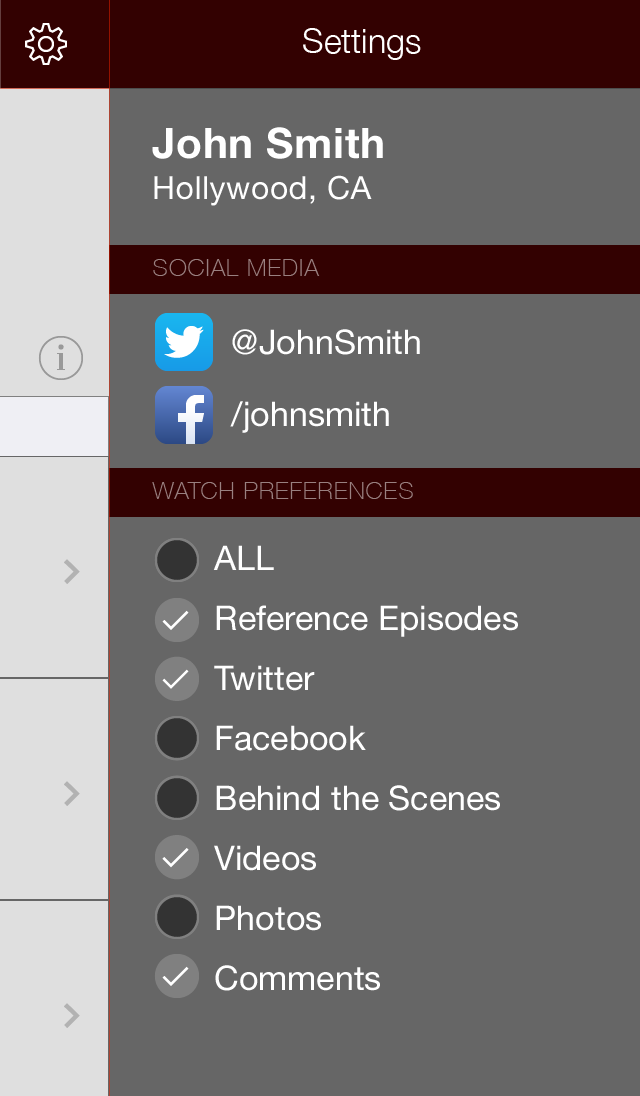 Settings
John Smith
Hollywood, CA
SOCIAL MEDIA
@JohnSmith
/johnsmith
WATCH PREFERENCES
ALL
Reference Episodes
Twitter
Facebook
Behind the Scenes
Videos
Photos
Comments